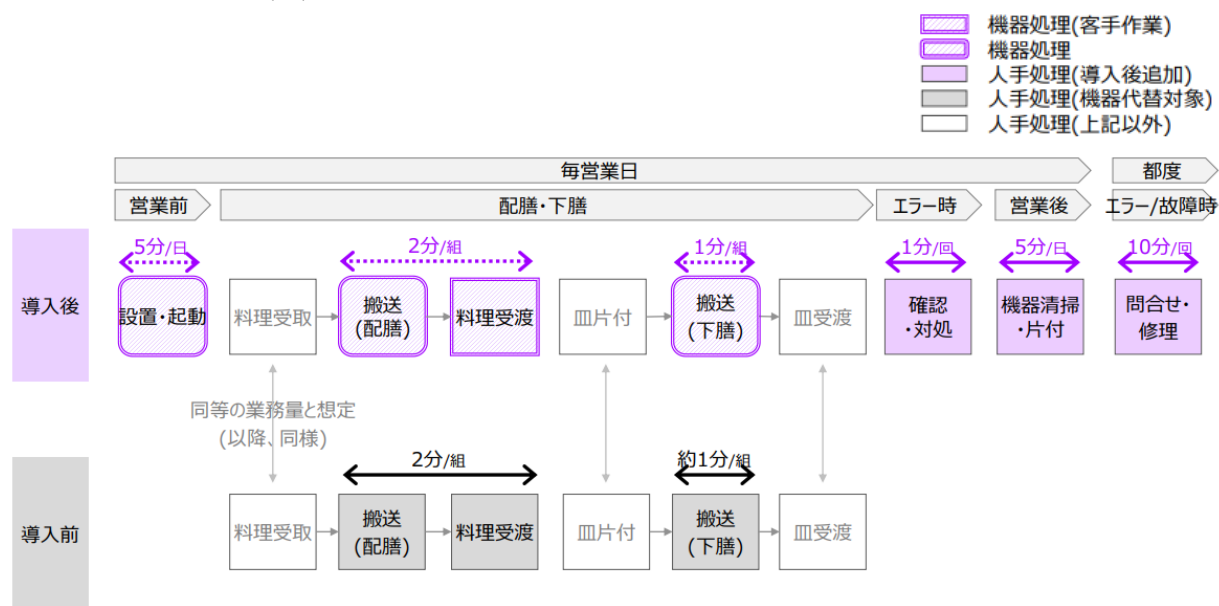 機器処理(客手作業)
機器処理
人手処理(導入後追加)
人手処理(機器代替対象)
人手処理(上記以外)
毎営業日
都度
営業前
配膳・下膳
エラー時
営業後
エラー/故障時
導入後
5分/日
2分/組
1分/組
1分/回
5分/日
10分/回
設置・起動
料理受取
搬送
(配膳)
料理受渡
皿片付
搬送
(下膳)
皿受渡
確認
・対処
機器清掃
・片付
問合せ・
修理
同等の業務量と想定
(以降、同様)
導入前
2分/組
約1分/組
料理受取
搬送
(配膳)
料理受渡
皿片付
搬送
(下膳)
皿受渡